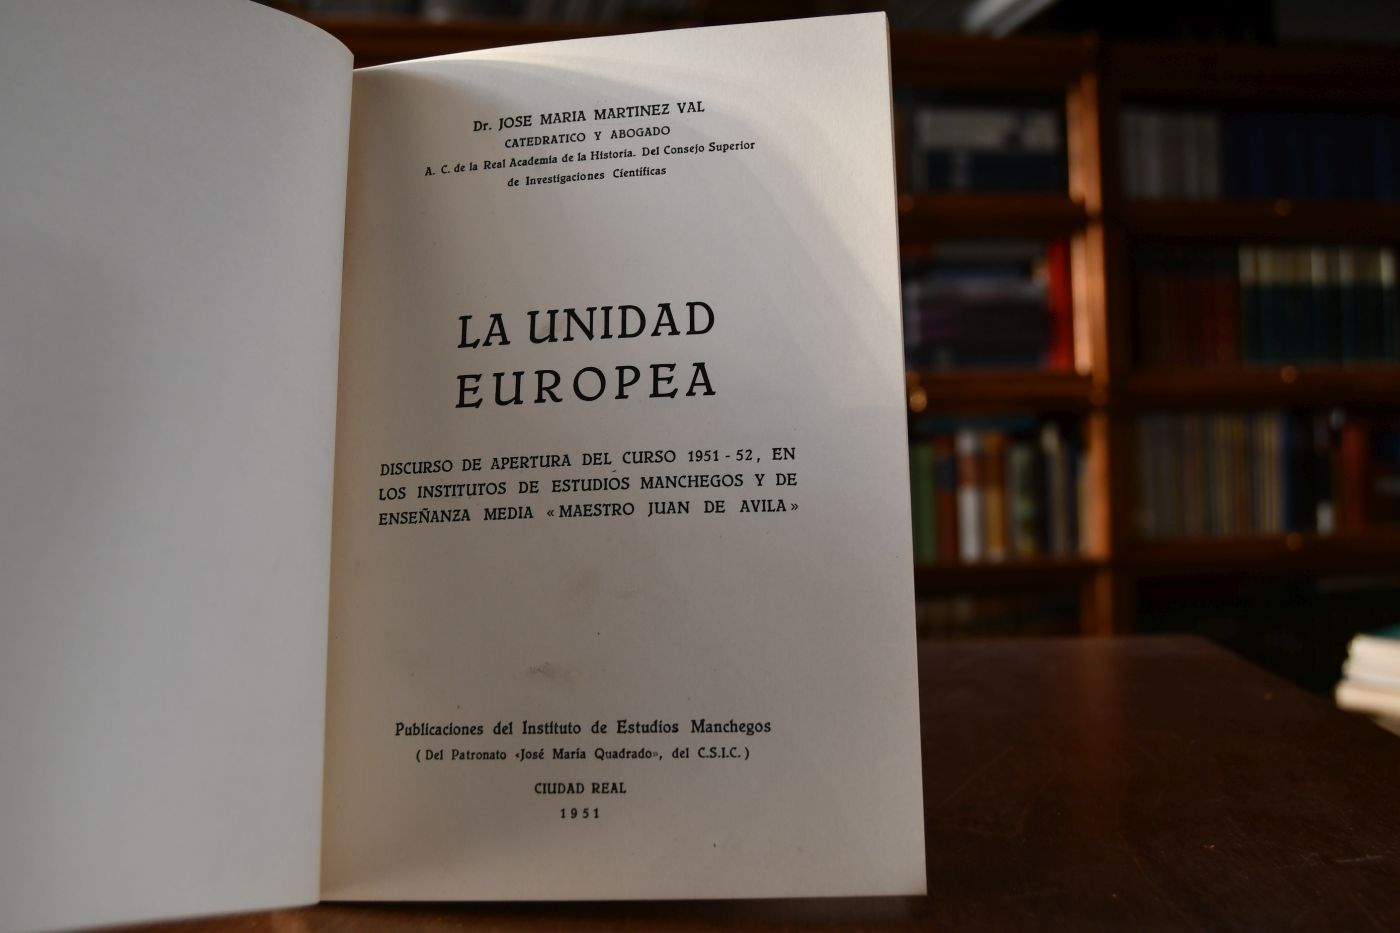 Dr. JOSE MARIA MARTINEZ VAL
CATEDRATICO Y ABOGADO
A. C. de la Real Academia de la Historia. Del Consejo Superior
de Investigaciones Científicas
LA UNIDAD
EUROPEA
DISCURSO DE APERTURA DEL CURSO 1951 - 52, EN
LOS INSTITUTOS DE ESTUDIOS MANCHEGOS Y DE
ENSEÑANZA MEDIA «MAESTRO JUAN DE AVILA»
Publicaciones del Instituto de Estudios Manchegos
(Del Patronato «José María Quadrado», del C.S.I.C.)
CIUDAD REAL
1951